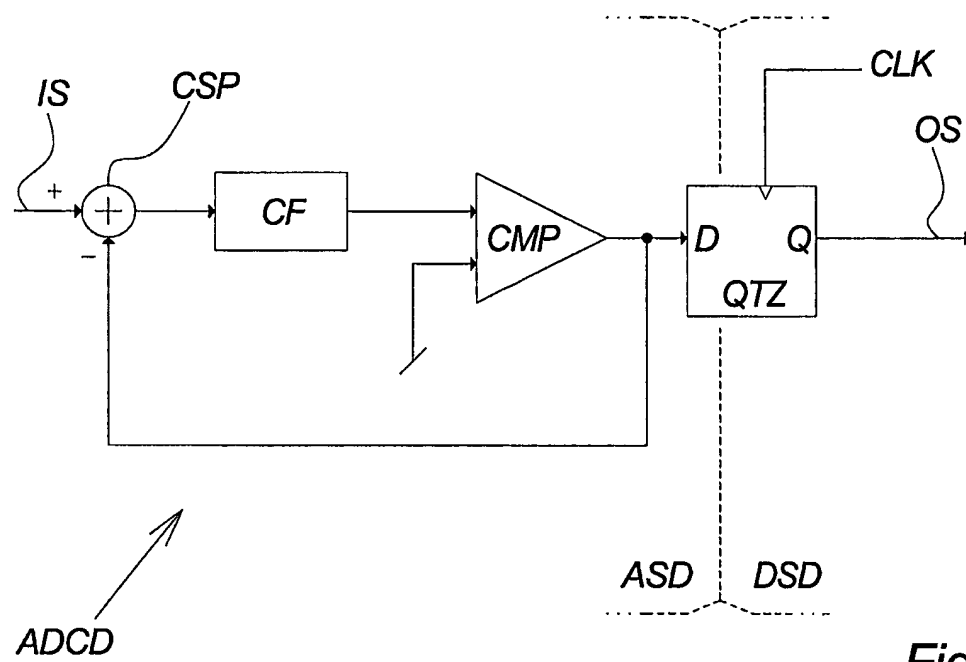 IS
CSP
CLK
OS
+
+
−
CF
CMP
D
Q
QTZ
ASD
DSD
ADCD